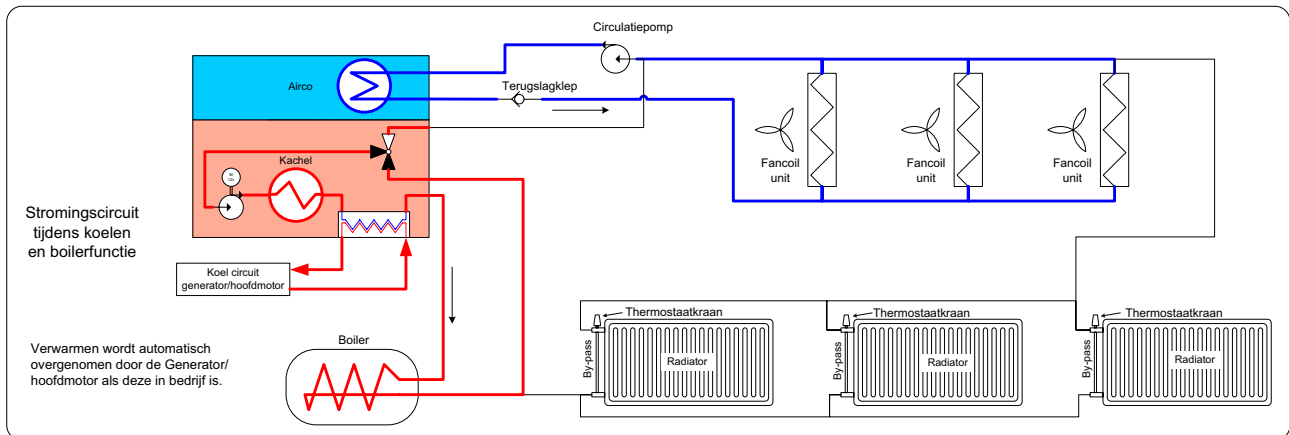 Circulatiepomp
Airco
Terugslagklep
Kachel
M
12v
Fancoil
unit
Fancoil
unit
Fancoil
unit
Stromingscircuit
tijdens koelen
en boilerfunctie
Koel circuit
generator/hoofdmotor
Verwarmen wordt automatisch
overgenomen door de Generator/
hoofdmotor als deze in bedrijf is.
Boiler
Thermostaatkraan
Thermostaatkraan
Thermostaatkraan
By-pass
Radiator
By-pass
Radiator
By-pass
Radiator